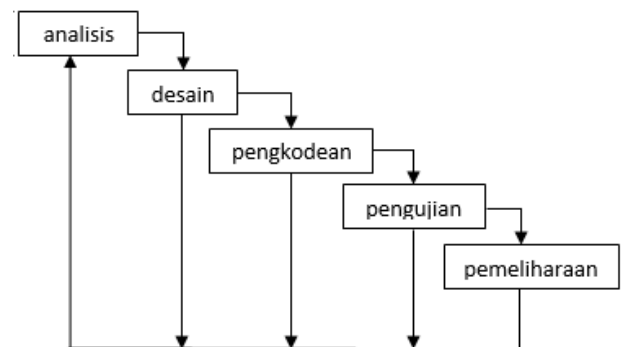 analisis
desain
pengkodean
pengujian
pemeliharaan